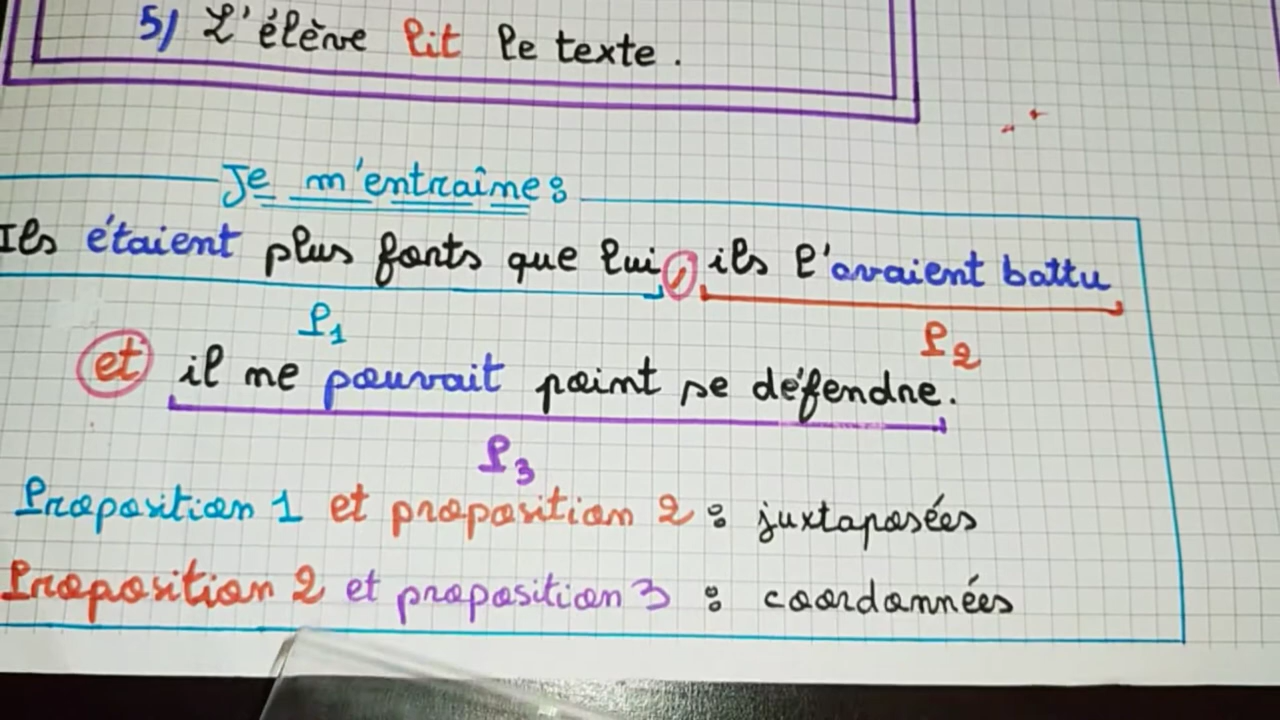 5) L'élève lit le texte.
Je m'entraîne:
Ils étaient plus forts que lui, ils l'avaient battu
P1
P2
et il ne pouvait point se défendre.
P3
Proposition 1 et proposition 2 : juxtaposées
Proposition 2 et proposition 3 : coordonnées